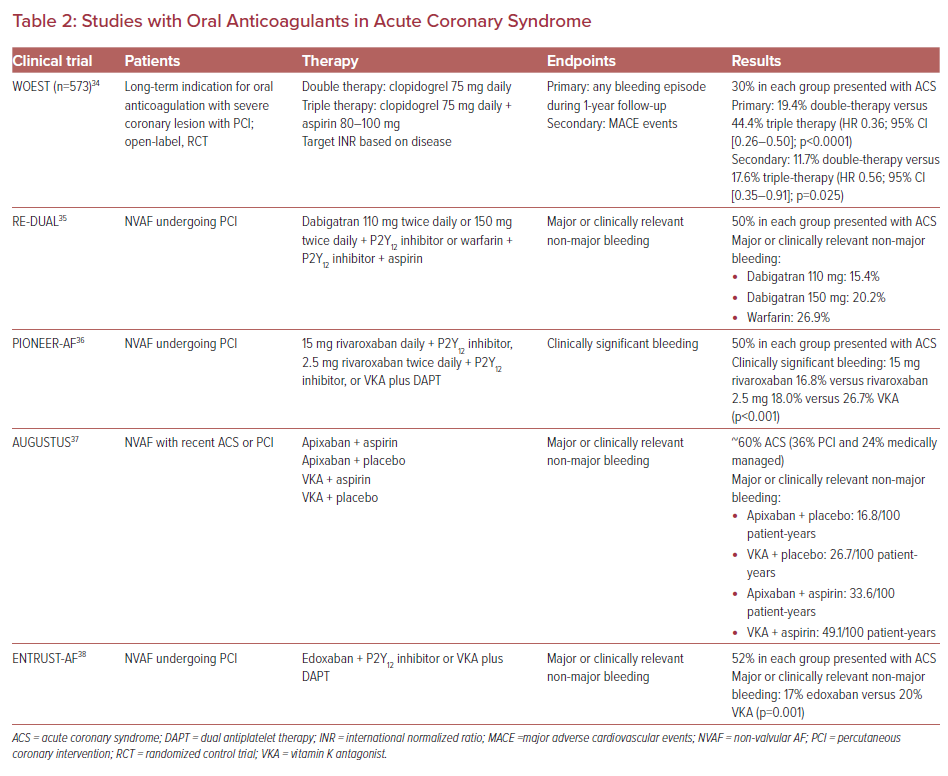 Table 2: Studies with Oral Anticoagulants in Acute Coronary Syndrome
Clinical trial Patients Therapy Endpoints Results
WOEST (n=573)34
Long-term indication for oral
anticoagulation with severe
coronary lesion with PCI;
open-label, RCT
Double therapy: clopidogrel 75 mg daily
Triple therapy: clopidogrel 75 mg daily +
aspirin 80–100 mg
Target INR based on disease
Primary: any bleeding episode
during 1-year follow-up
Secondary: MACE events
30% in each group presented with ACS
Primary: 19.4% double-therapy versus
44.4% triple therapy (HR 0.36; 95% CI
[0.26–0.50]; p<0.0001)
Secondary: 11.7% double-therapy versus
17.6% triple-therapy (HR 0.56; 95% CI
[0.35–0.91]; p=0.025)
RE-DUAL35
NVAF undergoing PCI
Dabigatran 110 mg twice daily or 150 mg
twice daily + P2Y12 inhibitor or warfarin +
P2Y12 inhibitor + aspirin
Major or clinically relevant
non-major bleeding
50% in each group presented with ACS
Major or clinically relevant non-major
bleeding:
• Dabigatran 110 mg: 15.4%
• Dabigatran 150 mg: 20.2%
• Warfarin: 26.9%
PIONEER-AF36
NVAF undergoing PCI
15 mg rivaroxaban daily + P2Y12 inhibitor,
2.5 mg rivaroxaban twice daily + P2Y12
inhibitor, or VKA plus DAPT
Clinically significant bleeding
50% in each group presented with ACS
Clinically significant bleeding: 15 mg
rivaroxaban 16.8% versus rivaroxaban
2.5 mg 18.0% versus 26.7% VKA
(p<0.001)
AUGUSTUS37
NVAF with recent ACS or PCI
Apixaban + aspirin
Apixaban + placebo
VKA + aspirin
VKA + placebo
Major or clinically relevant
non-major bleeding
~60% ACS (36% PCI and 24% medically
managed)
Major or clinically relevant non-major
bleeding:
• Apixaban + placebo: 16.8/100
patient-years
• VKA + placebo: 26.7/100 patient-
years
• Apixaban + aspirin: 33.6/100
patient-years
• VKA + aspirin: 49.1/100 patient-years
ENTRUST-AF38
NVAF undergoing PCI
Edoxaban + P2Y12 inhibitor or VKA plus
DAPT
Major or clinically relevant
non-major bleeding
52% in each group presented with ACS
Major or clinically relevant non-major
bleeding: 17% edoxaban versus 20%
VKA (p=0.001)
ACS = acute coronary syndrome; DAPT = dual antiplatelet therapy; INR = international normalized ratio; MACE =major adverse cardiovascular events; NVAF = non-valvular AF; PCI = percutaneous
coronary intervention; RCT = randomized control trial; VKA = vitamin K antagonist.